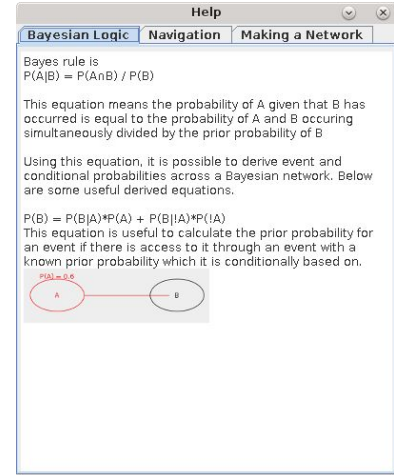 Help
Bayesian Logic Navigation Making a Network
Bayes rule is
P(A|B) = P(A∩B) / P(B)
This equation means the probability of A given that B has
occurred is equal to the probability of A and B occuring
simultaneously divided by the prior probability of B
Using this equation, it is possible to derive event and
conditional probabilities across a Bayesian network. Below
are some useful derived equations.
P(B) = P(B|A)*P(A) + P(B|!A)*P(!A)
This equation is useful to calculate the prior probability for
an event if there is access to it through an event with a
known prior probability which it is conditionally based on.
P(A) = 0.6
A B